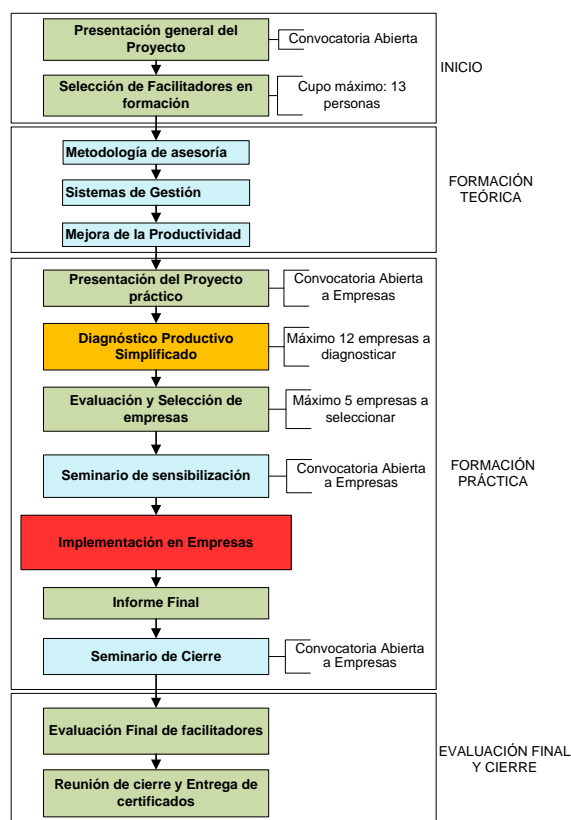 Presentación general del
Proyecto
Convocatoria Abierta
INICIO
Selección de Facilitadores en
formación
Cupo máximo: 13
personas
Metodología de asesoría
Sistemas de Gestión
Mejora de la Productividad
FORMACIÓN
TEÓRICA
Presentación del Proyecto
práctico
Convocatoria Abierta
a Empresas
Diagnóstico Productivo
Simplificado
Máximo 12 empresas a
diagnosticar
Evaluación y Selección de
empresas
Máximo 5 empresas a
seleccionar
Seminario de sensibilización
Convocatoria Abierta
a Empresas
FORMACIÓN
PRÁCTICA
Implementación en Empresas
Informe Final
Seminario de Cierre
Convocatoria Abierta
a Empresas
Evaluación Final de facilitadores
Reunión de cierre y Entrega de
certificados
EVALUACIÓN FINAL
Y CIERRE